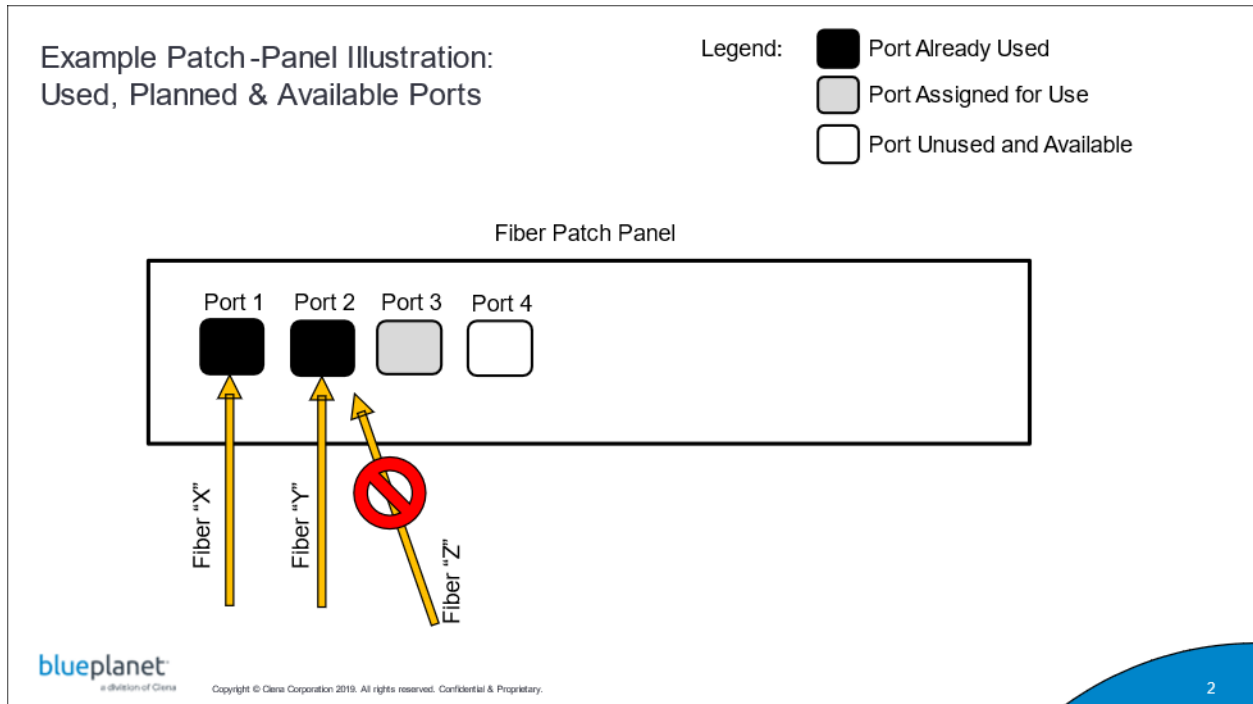 Example Patch-Panel Illustration:
Used, Planned & Available Ports
Legend:
Port Already Used
Port Assigned for Use
Port Unused and Available
Fiber Patch Panel
Port 1
Port 2
Port 3
Port 4
Fiber “X”
Fiber “Y”
Fiber “Z”
blueplanet
a division of Ciena
Copyright © Ciena Corporation 2019. All rights reserved. Confidential & Proprietary.
2